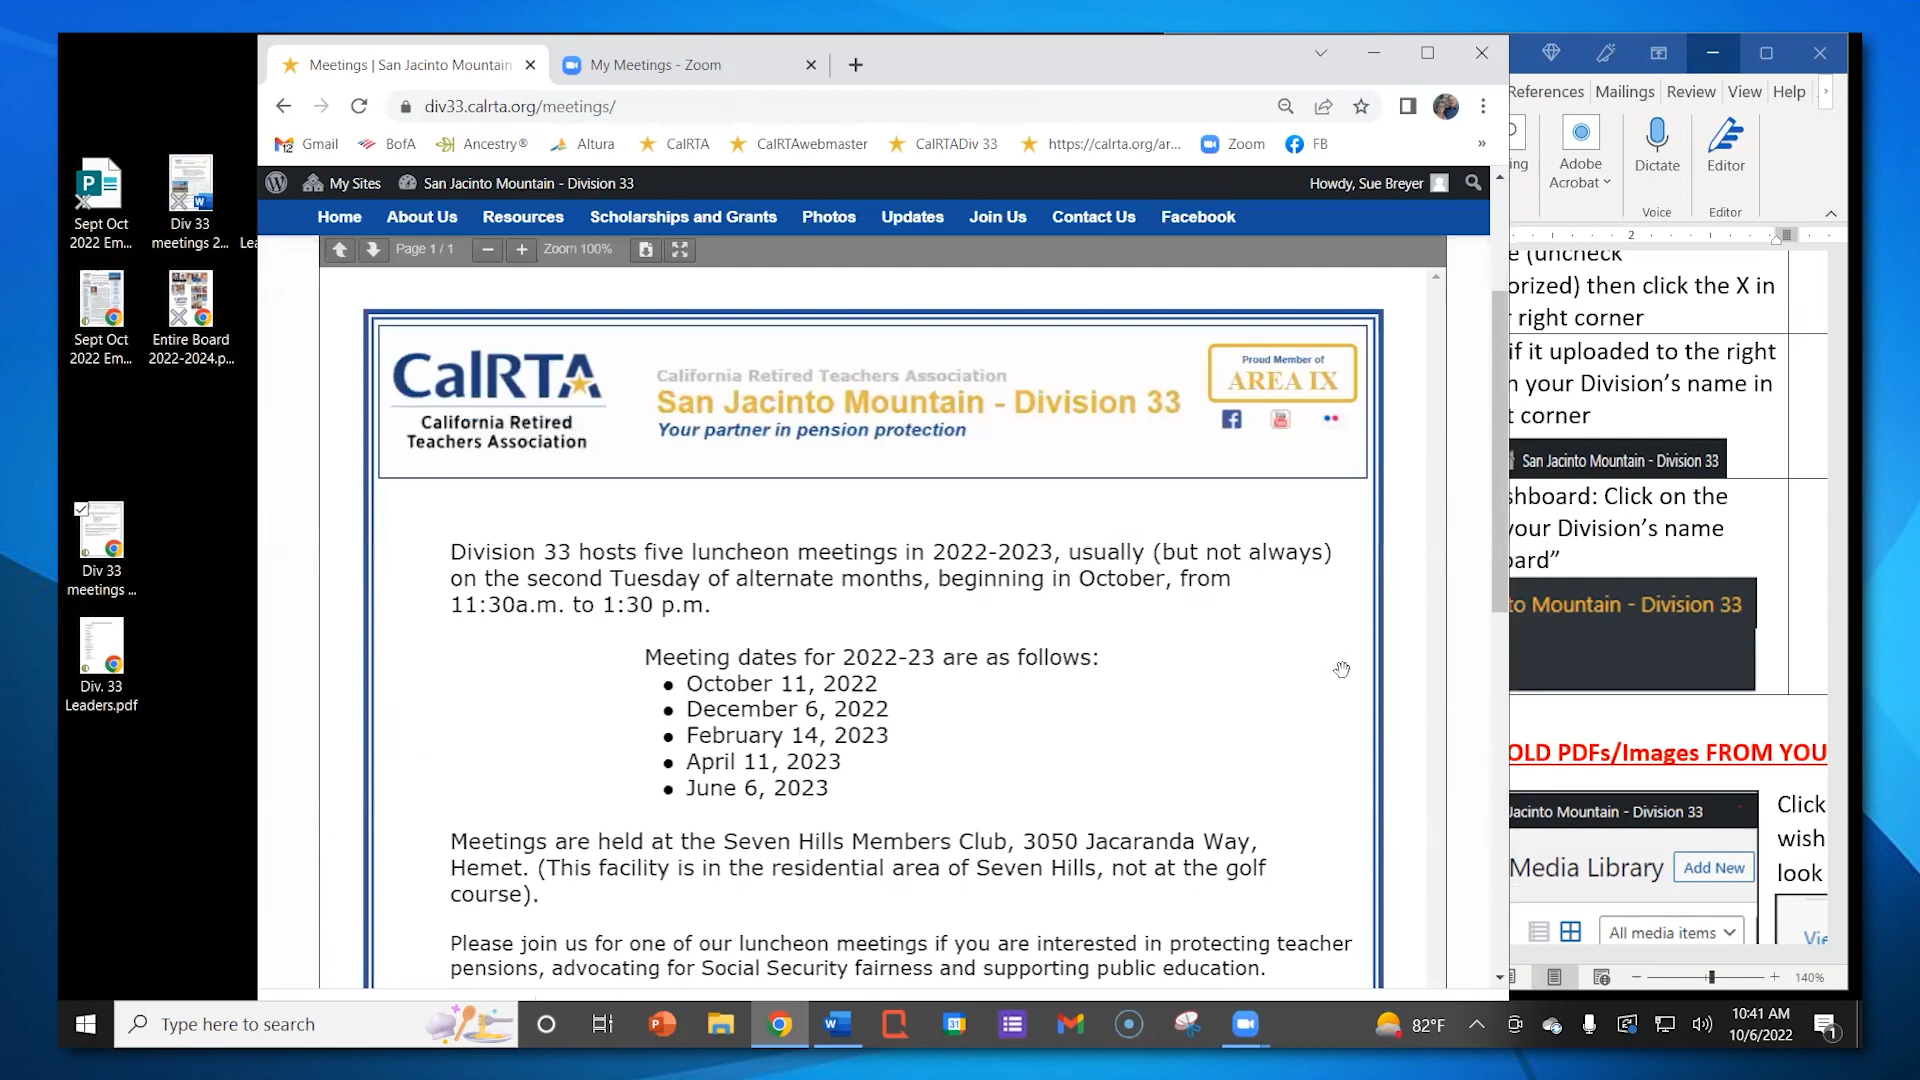 Meetings | San Jacinto Mountain
My Meetings - Zoom
div33.calrta.org/meetings/
Gmail
BofA
Ancestry®
Altura
CalRTA
CalRTAwebmaster
CalRTADiv 33
https://calrta.org/ar...
Zoom
FB
»
My Sites
San Jacinto Mountain - Division 33
Howdy, Sue Breyer
Home
About Us
Resources
Scholarships and Grants
Photos
Updates
Join Us
Contact Us
Facebook
Page 1 / 1
Zoom 100%
CalRTA
California Retired
Teachers Association
California Retired Teachers Association
San Jacinto Mountain - Division 33
Your partner in pension protection
Proud Member of
AREA IX
Division 33 hosts five luncheon meetings in 2022-2023, usually (but not always)
on the second Tuesday of alternate months, beginning in October, from
11:30a.m. to 1:30 p.m.
Meeting dates for 2022-23 are as follows:
● October 11, 2022
● December 6, 2022
● February 14, 2023
● April 11, 2023
● June 6, 2023
Meetings are held at the Seven Hills Members Club, 3050 Jacaranda Way,
Hemet. (This facility is in the residential area of Seven Hills, not at the golf
course).
Please join us for one of our luncheon meetings if you are interested in protecting teacher
pensions, advocating for Social Security fairness and supporting public education.
Sept Oct
2022 Em...
Div 33
meetings 2...
Sept Oct
2022 Em...
Entire Board
2022-2024.p...
Div 33
meetings ...
Div. 33
Leaders.pdf
References
Mailings
Review
View
Help
Adobe
Acrobat
Dictate
Editor
Voice
Editor
2
e (uncheck
orized) then click the X in
right corner
if it uploaded to the right
your Division's name in
t corner
San Jacinto Mountain - Division 33
shboard: Click on the
your Division's name
oard"
to Mountain - Division 33
OLD PDFs/Images FROM YOU
Jacinto Mountain - Division 33
Media Library
Add New
All media items
Click
wish
look
Vie
140%
Type here to search
82°F
10:41 AM
10/6/2022